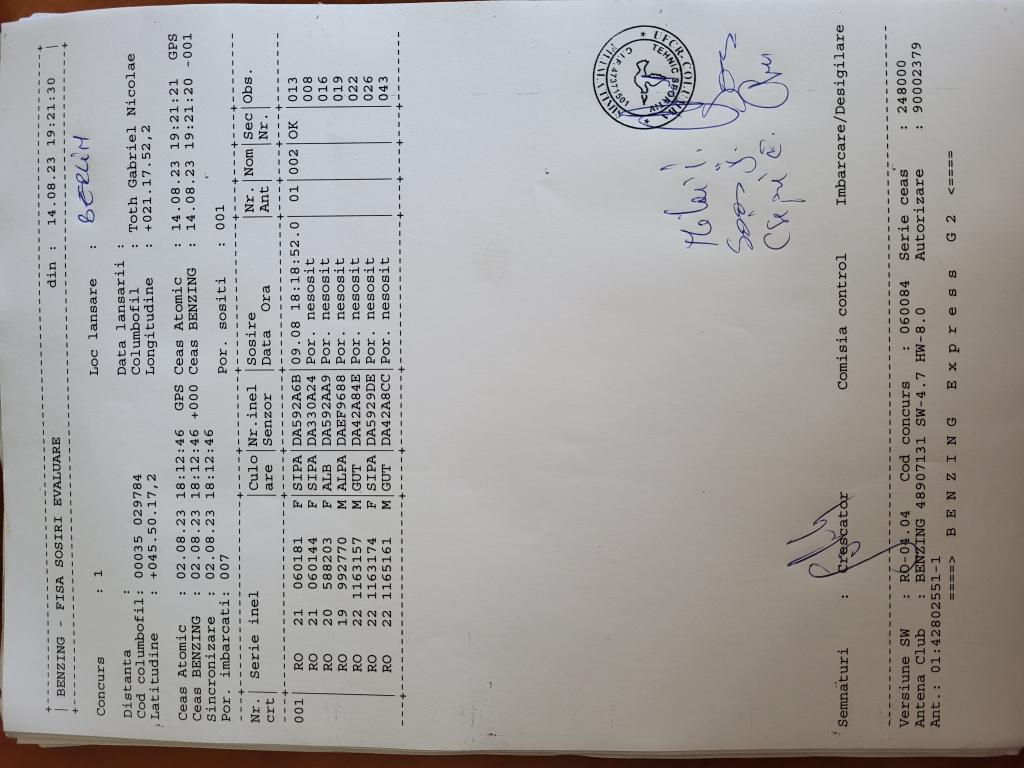 BENZING - FISA SOSIRI EVALUARE din : 14.08.23 19:21:30
Concurs : 1 Loc lansare : BERLIN
Distanta : Data lansarii :
Cod columbofil: 00035 029784 Columbofil : Toth Gabriel Nicolae
Latitudine : +045.50.17,2 Longitudine : +021.17.52,2
Ceas Atomic : 02.08.23 18:12:46 GPS Ceas Atomic : 14.08.23 19:21:21 GPS
Ceas BENZING : 02.08.23 18:12:46 +000 Ceas BENZING : 14.08.23 19:21:20 -001
Sincronizare : 02.08.23 18:12:46
Por. imbarcati: 007 Por. sositi : 001
Nr.| Serie inel |Culo|Nr.inel |Sosire |Nr. |Nom|Sec|Obs.
crt| |are |Senzor |Data Ora |Ant | |Nr.|
001 | RO 21 060181 F|SIPA|DA592A6B|09.08 18:18:52.0| 01|002|OK |013
RO 21 060144 F|SIPA|DA330A24|Por. nesosit | | | |008
RO 20 588203 F|ALB |DA592AA9|Por. nesosit | | | |016
RO 19 992770 M|ALPA|DAEF9688|Por. nesosit | | | |019
RO 22 1163157 M|GUT |DA42A84E|Por. nesosit | | | |022
RO 22 1163174 F|SIPA|DA5929DE|Por. nesosit | | | |026
RO 22 1165161 M|GUT |DA42A8CC|Por. nesosit | | | |043
TEHNIC SPORTIV
Semnaturi : Crescator Comisia control Imbarcare/Desigilare
Versiune SW : RO-04.04 Cod concurs : 060084 Serie ceas : 248000
Antena Club : BENZING 48907131 SW-4.7 HW-8.0 Autorizare : 90002379
Ant.: 01:42802551-1
====> B E N Z I N G E x p r e s s G 2 <====